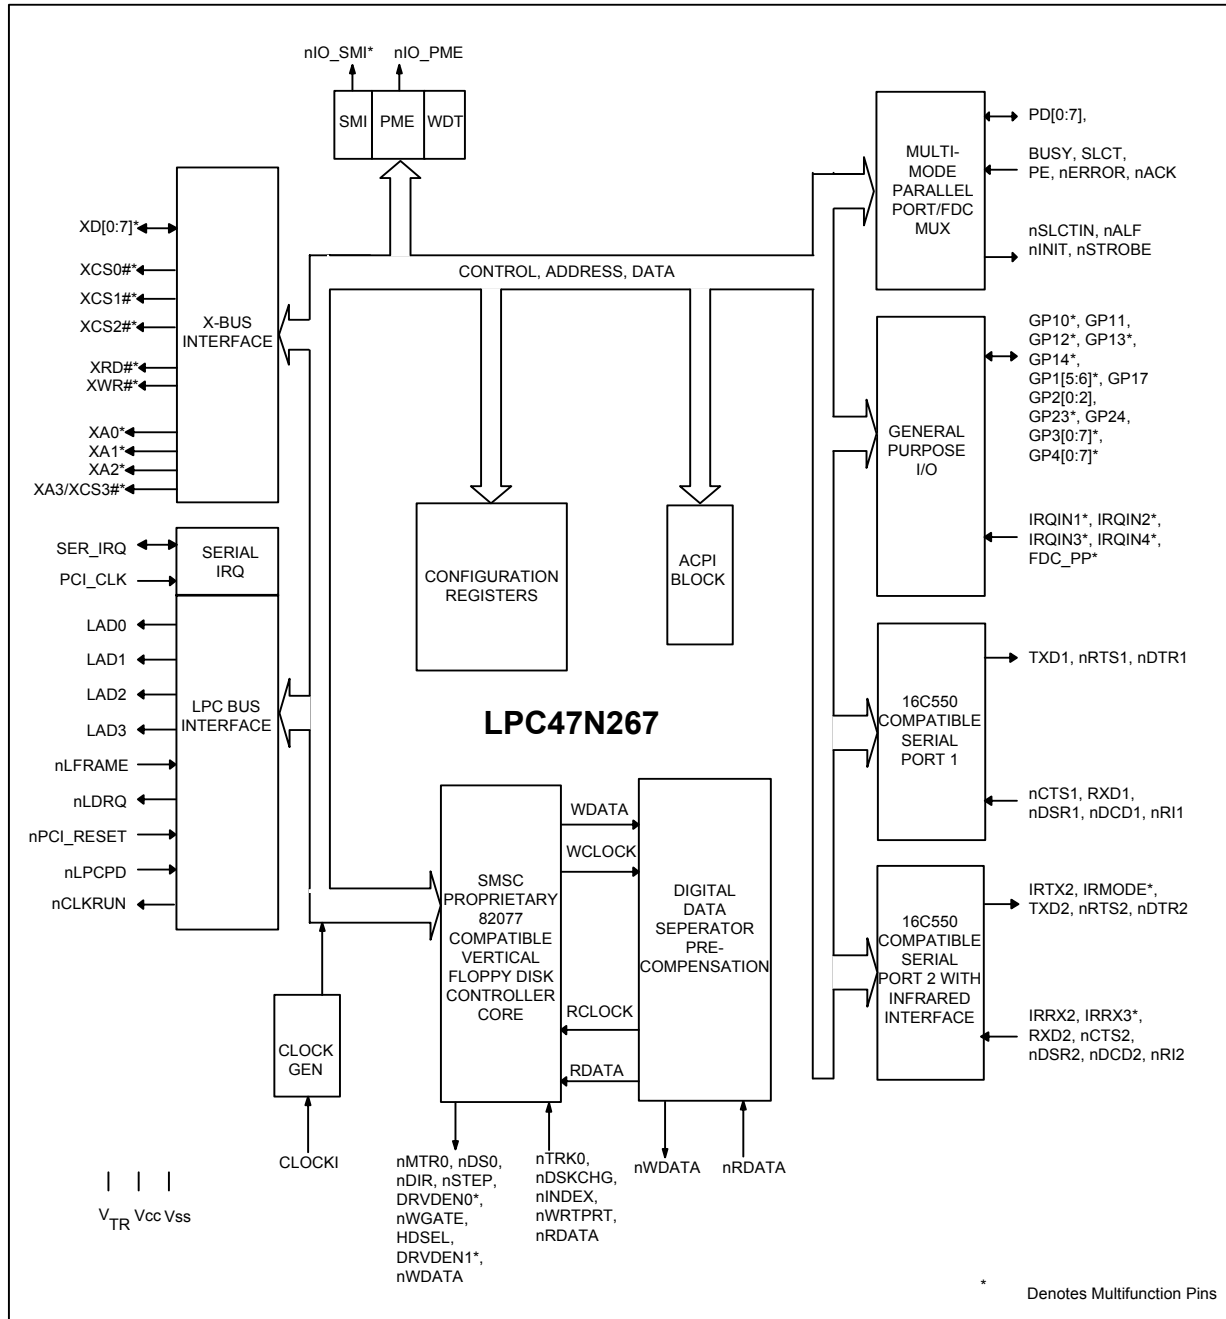 nIO_SMI*
nIO_PME
SMI
PME
WDT
XD[0:7]*
XCS0#*
XCS1#*
XCS2#*
XRD#*
XWR#*
XA0*
XA1*
XA2*
XA3/XCS3#*
X-BUS
INTERFACE
CONTROL, ADDRESS, DATA
MULTI-
MODE
PARALLEL
PORT/FDC
MUX
PD[0:7],
BUSY, SLCT,
PE, nERROR, nACK
nSLCTIN, nALF
nINIT, nSTROBE
GENERAL
PURPOSE
I/O
GP10*, GP11,
GP12*, GP13*,
GP14*,
GP1[5:6]*, GP17
GP2[0:2],
GP23*, GP24,
GP3[0:7]*,
GP4[0:7]*
IRQIN1*, IRQIN2*,
IRQIN3*, IRQIN4*,
FDC_PP*
SER_IRQ
PCI_CLK
SERIAL
IRQ
CONFIGURATION
REGISTERS
ACPI
BLOCK
LAD0
LAD1
LAD2
LAD3
nLFRAME
nLDRQ
nPCI_RESET
nLPCPD
nCLKRUN
LPC BUS
INTERFACE
LPC47N267
16C550
COMPATIBLE
SERIAL
PORT 1
TXD1, nRTS1, nDTR1
nCTS1, RXD1,
nDSR1, nDCD1, nRI1
SMSC
PROPRIETARY
82077
COMPATIBLE
VERTICAL
FLOPPY DISK
CONTROLLER
CORE
WDATA
WCLOCK
RCLOCK
RDATA
DIGITAL
DATA
SEPERATOR
PRE-
COMPENSATION
16C550
COMPATIBLE
SERIAL
PORT 2 WITH
INFRARED
INTERFACE
IRTX2, IRMODE*,
TXD2, nRTS2, nDTR2
IRRX2, IRRX3*,
RXD2, nCTS2,
nDSR2, nDCD2, nRI2
CLOCK
GEN
CLOCKI
nMTR0, nDS0,
nDIR, nSTEP,
DRVDEN0*,
nWGATE,
HDSEL,
DRVDEN1*,
nWDATA
nTRK0,
nDSKCHG,
nINDEX,
nWRTPRT,
nRDATA
nWDATA
nRDATA
VTR Vcc Vss
* Denotes Multifunction Pins